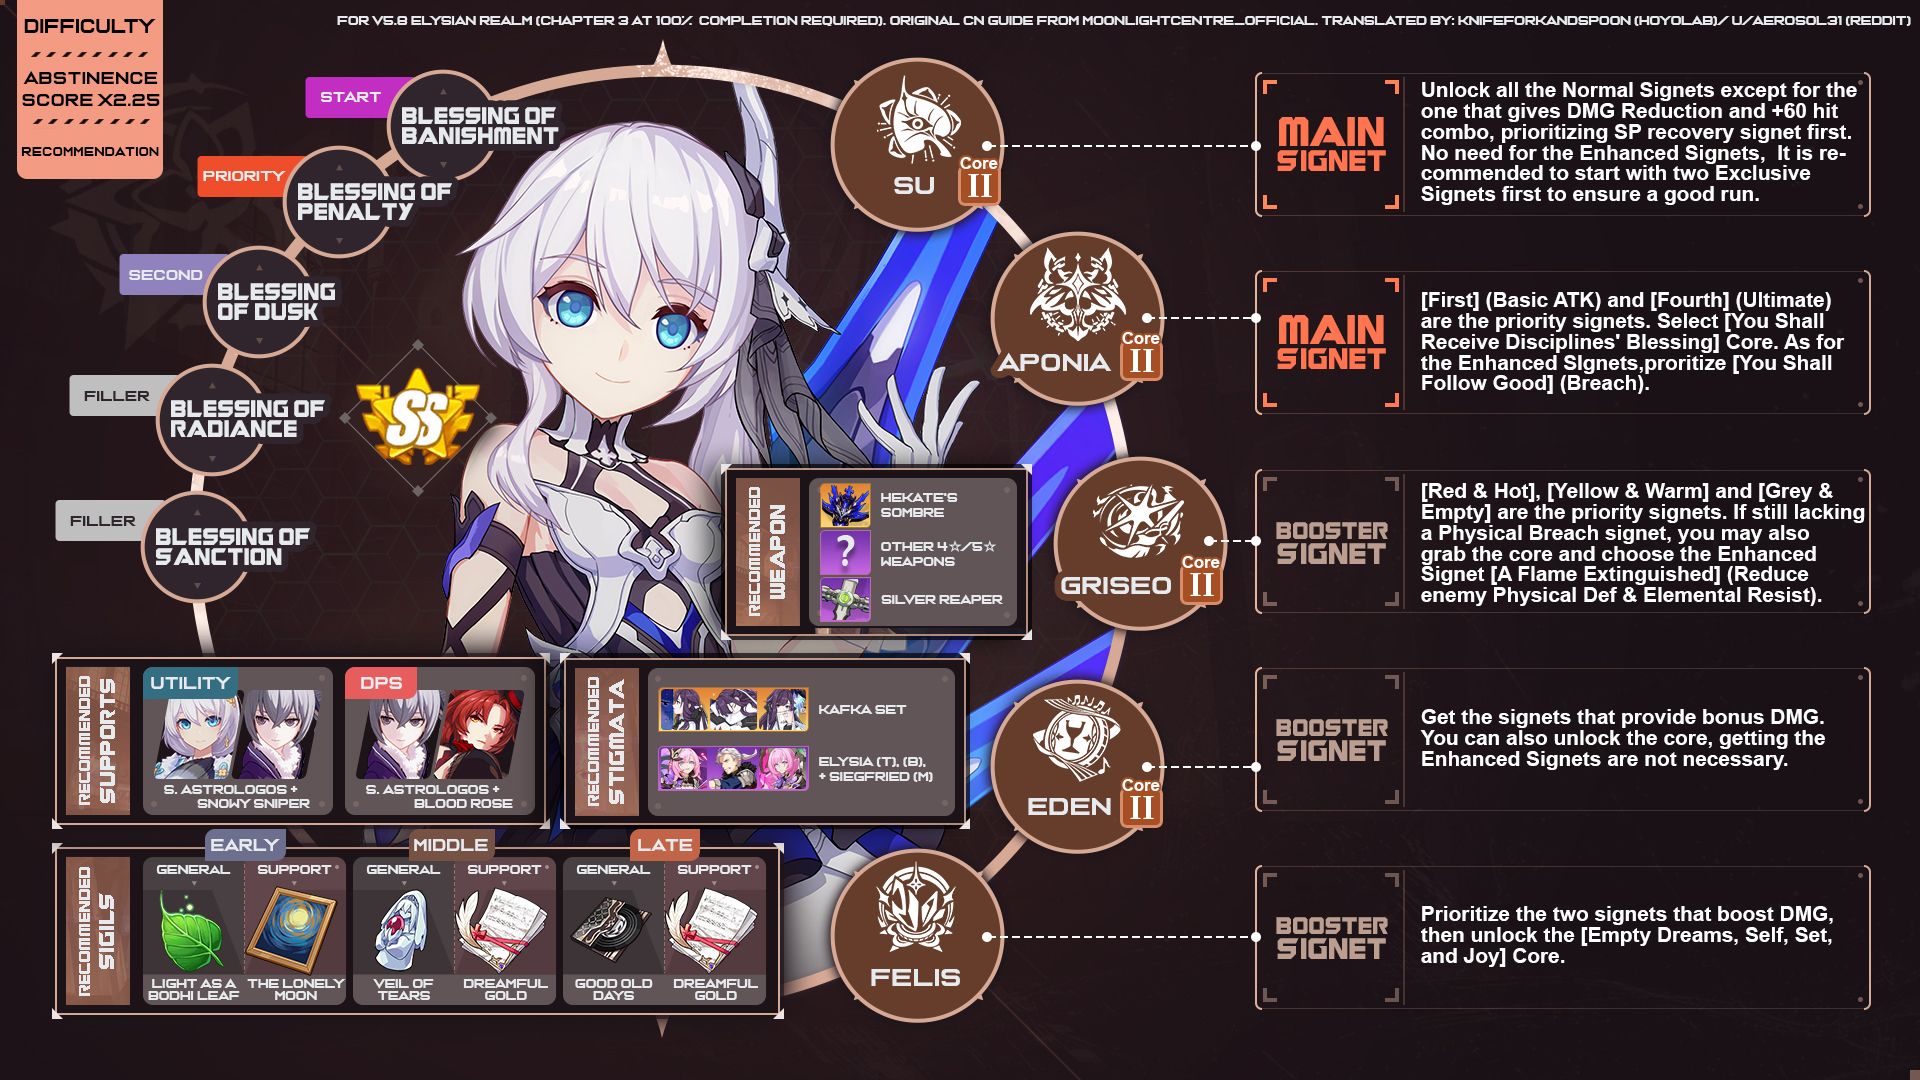 FOR V5.8 ELYSIAN REALM (CHAPTER 3 AT 100% COMPLETION REQUIRED). ORIGINAL CN GUIDE FROM MOONLIGHTCENTRE_OFFICIAL. TRANSLATED BY: KNIFEFORKANDSPOON (HOYOLAB)/ U/AEROSOL31 (REDDIT)
DIFFICULTY
ABSTINENCE
SCORE X2.25
RECOMMENDATION
START
BLESSING OF
BANISHMENT
PRIORITY
BLESSING OF
PENALTY
SECOND
BLESSING
OF DUSK
FILLER
BLESSING OF
RADIANCE
FILLER
BLESSING OF
SANCTION
SS
SU
Core
II
MAIN
SIGNET
Unlock all the Normal Signets except for the
one that gives DMG Reduction and +60 hit
combo, prioritizing SP recovery signet first.
No need for the Enhanced Signets,  It is re-
commended to start with two Exclusive
Signets first to ensure a good run.
APONIA
Core
II
MAIN
SIGNET
[First] (Basic ATK) and [Fourth] (Ultimate)
are the priority signets. Select [You Shall
Receive Disciplines' Blessing] Core. As for
the Enhanced SIgnets,proritize [You Shall
Follow Good] (Breach).
GRISEO
Core
II
BOOSTER
SIGNET
[Red & Hot], [Yellow & Warm] and [Grey &
Empty] are the priority signets. If still lacking
a Physical Breach signet, you may also
grab the core and choose the Enhanced
Signet [A Flame Extinguished] (Reduce
enemy Physical Def & Elemental Resist).
EDEN
Core
II
BOOSTER
SIGNET
Get the signets that provide bonus DMG.
You can also unlock the core, getting the
Enhanced Signets are not necessary.
FELIS
BOOSTER
SIGNET
Prioritize the two signets that boost DMG,
then unlock the [Empty Dreams, Self, Set,
and Joy] Core.
RECOMMENDED
WEAPON
HEKATE'S
SOMBRE
?
OTHER 4☆/5☆
WEAPONS
SILVER REAPER
RECOMMENDED
SUPPORTS
UTILITY
S. ASTROLOGOS +
SNOWY SNIPER
DPS
S. ASTROLOGOS +
BLOOD ROSE
RECOMMENDED
STIGMATA
KAFKA SET
ELYSIA (T), (B),
+ SIEGFRIED (M)
RECOMMENDED
SIGILS
EARLY
GENERAL
LIGHT AS A
BODHI LEAF
SUPPORT
THE LONELY
MOON
MIDDLE
GENERAL
VEIL OF
TEARS
SUPPORT
DREAMFUL
GOLD
LATE
GENERAL
GOOD OLD
DAYS
SUPPORT
DREAMFUL
GOLD